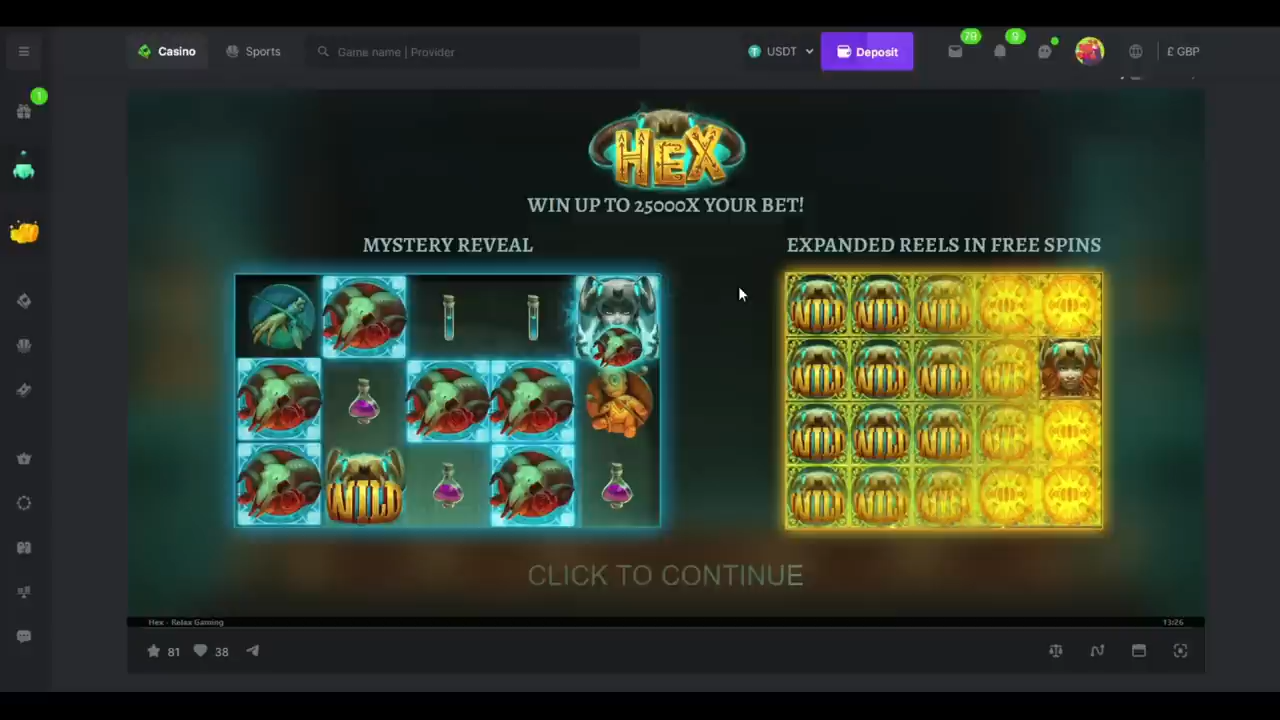 Casino
Sports
Game name | Provider
USDT
Deposit
79
9
£ GBP
1
HEX
WIN UP TO 25000X YOUR BET!
MYSTERY REVEAL
EXPANDED REELS IN FREE SPINS
WILD
WILD WILD WILD
WILD WILD WILD
WILD WILD WILD
WILD WILD WILD
CLICK TO CONTINUE
Hex - Relax Gaming
13:26
81
38